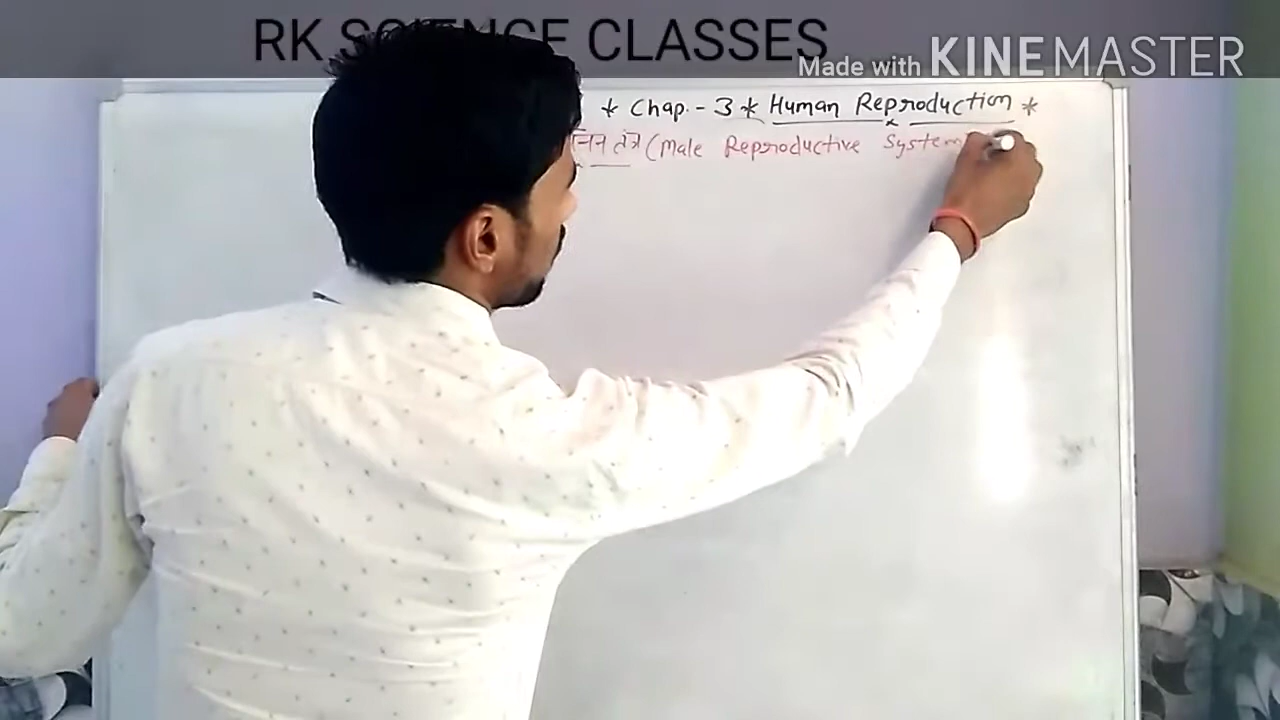 RK SCIENCE CLASSES
Made with KINEMASTER
* Chap. - 3 * Human Reproduction *
तंत्र (Male Reproductive System